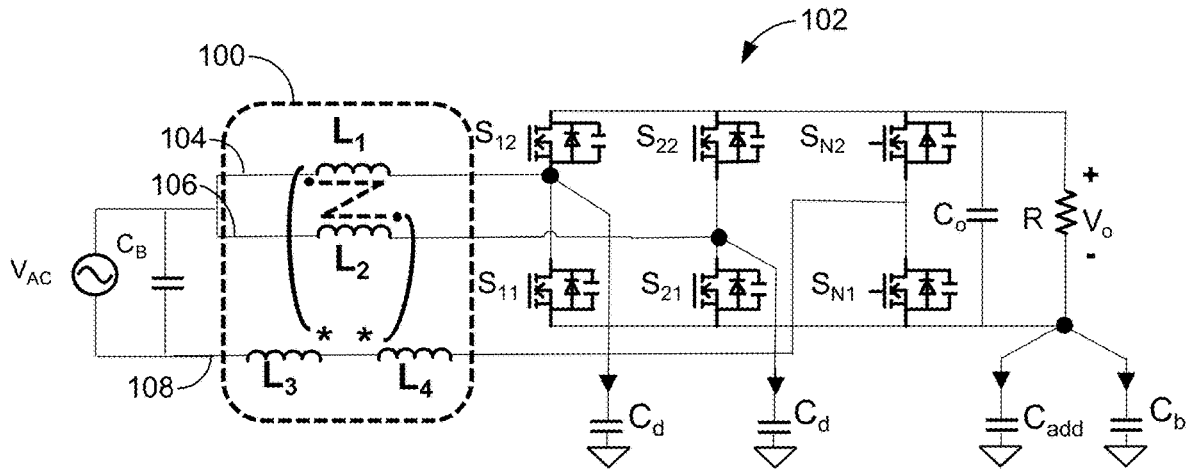 102
100
104
106
108
L1
L2
L3
L4
* *
VAC
CB
S12
S22
SN2
S11
S21
SN1
Co
R
+
Vo
-
Cd
Cd
Cadd
Cb